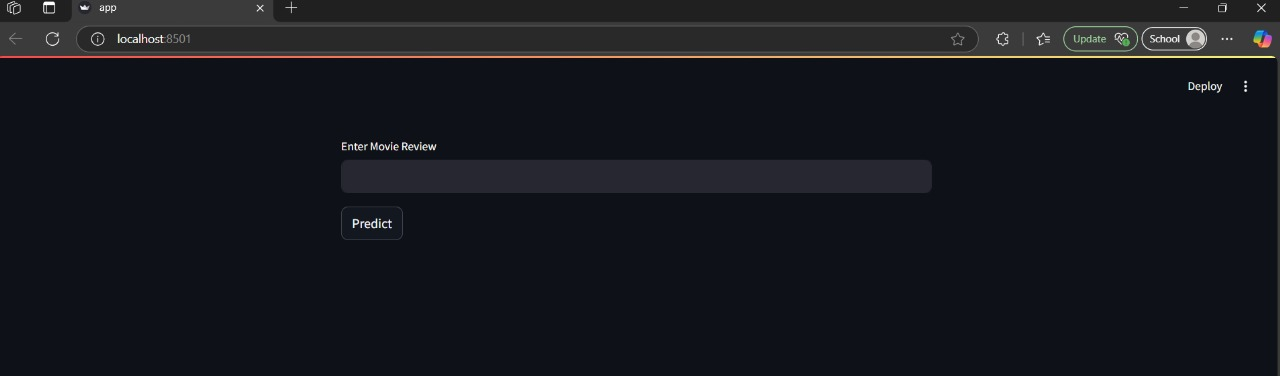 app
localhost:8501
Update
School
Deploy
Enter Movie Review
Predict